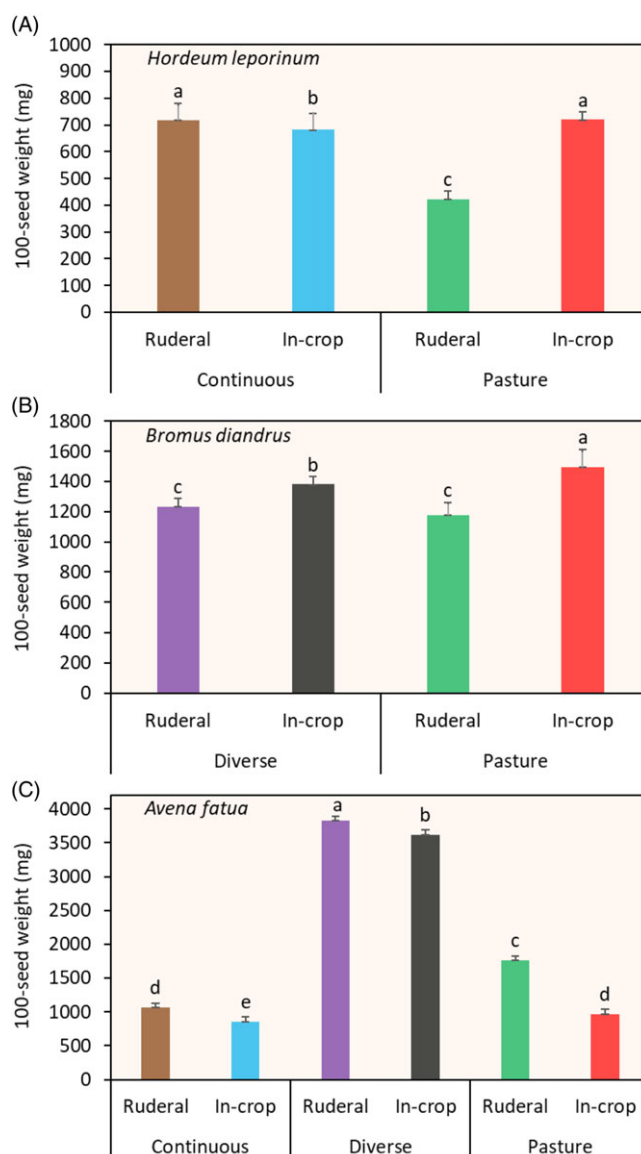 (A)
Hordeum leporinum
100-seed weight (mg)
1000
900
800
700
600
500
400
300
200
100
0
a
b
c
a
Ruderal In-crop Ruderal In-crop
Continuous Pasture
(B)
Bromus diandrus
100-seed weight (mg)
1800
1600
1400
1200
1000
800
600
400
200
0
c
b
c
a
Ruderal In-crop Ruderal In-crop
Diverse Pasture
(C)
Avena fatua
100-seed weight (mg)
4000
3500
3000
2500
2000
1500
1000
500
0
d
e
a
b
c
d
Ruderal In-crop Ruderal In-crop Ruderal In-crop
Continuous Diverse Pasture